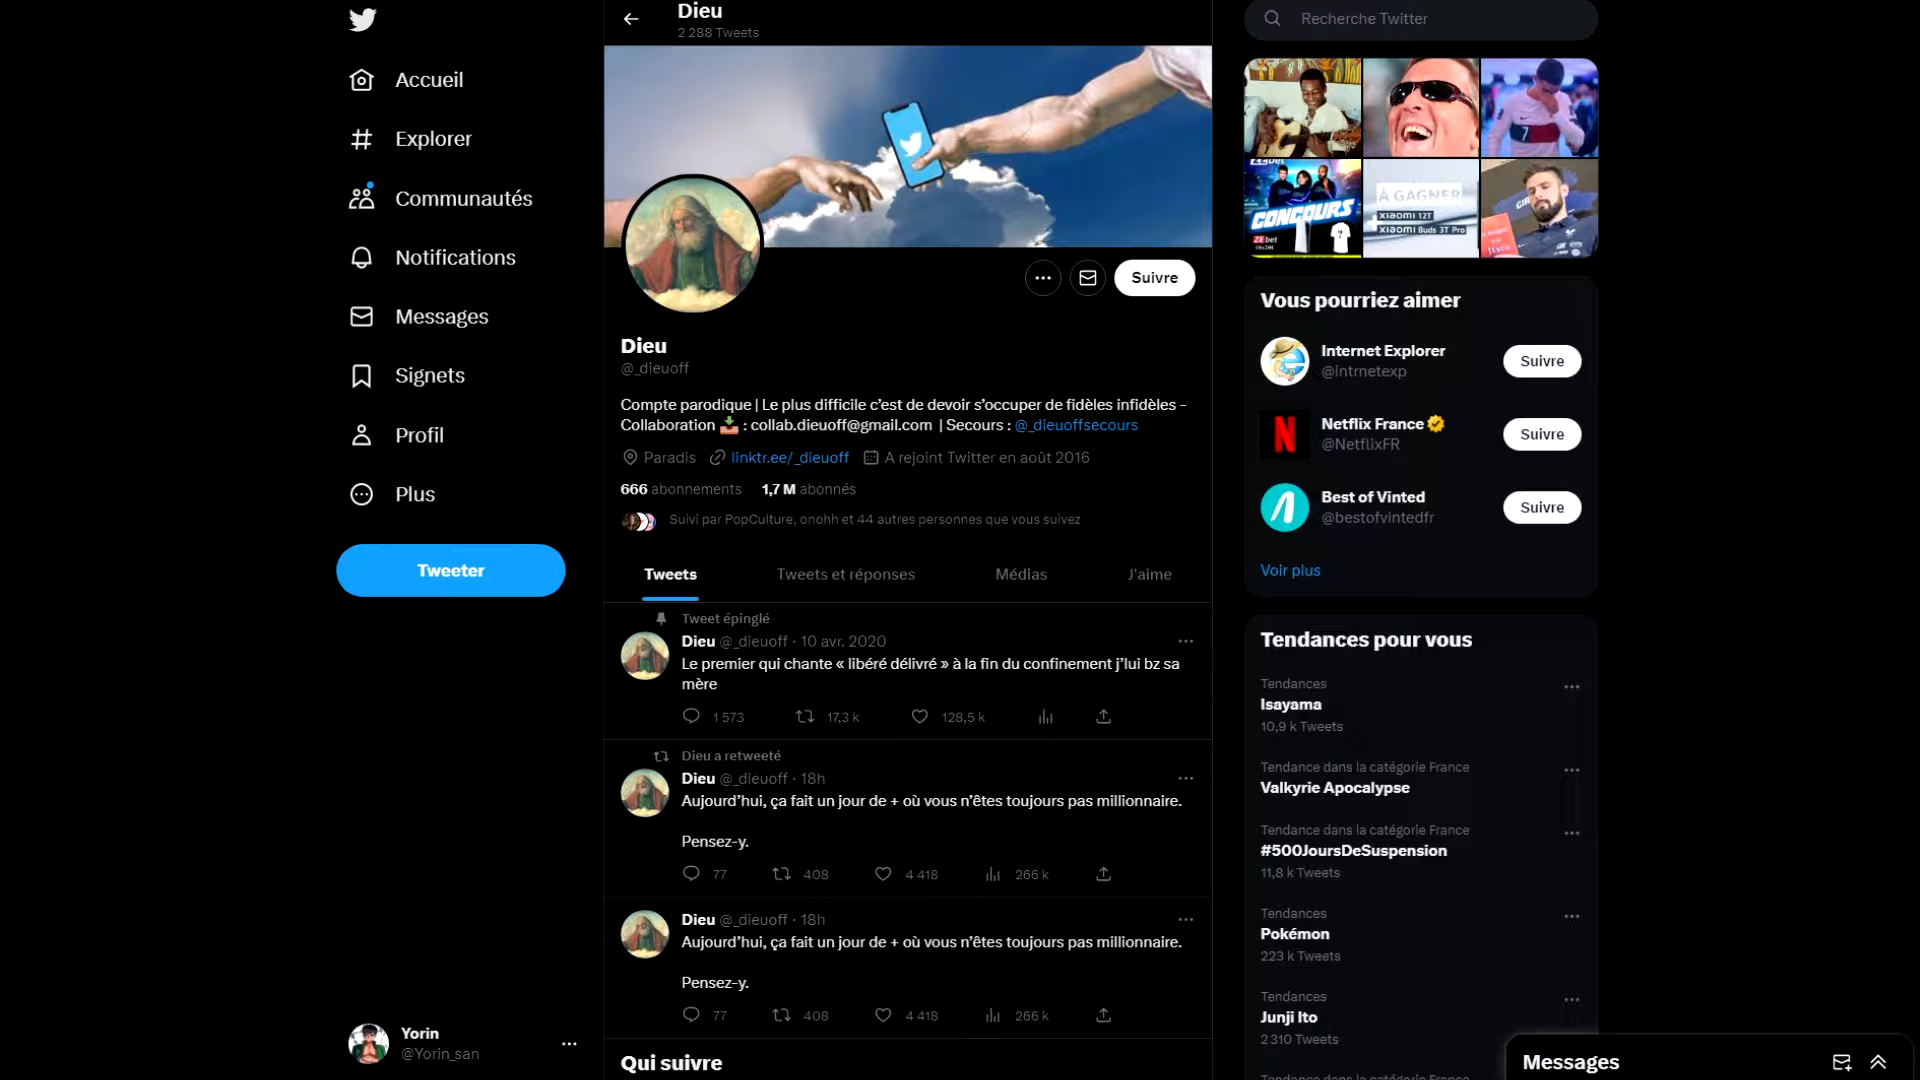 Accueil
Explorer
Communautés
Notifications
Messages
Signets
Profil
Plus
Tweeter
Yorin
@Yorin_san
Dieu
2 288 Tweets
Suivre
Dieu
@_dieuoff
Compte parodique | Le plus difficile c’est de devoir s’occuper de fidèles infidèles -
Collaboration 📥 : collab.dieuoff@gmail.com | Secours : @_dieuoffsecours
Paradis linktr.ee/_dieuoff A rejoint Twitter en août 2016
666 abonnements 1,7 M abonnés
Suivi par PopCulture, onohh et 44 autres personnes que vous suivez
Tweets Tweets et réponses Médias J'aime
Tweet épinglé
Dieu @_dieuoff · 10 avr. 2020
Le premier qui chante « libéré délivré » à la fin du confinement j’lui bz sa
mère
1 573 17,3 k 128,5 k
Dieu a retweeté
Dieu @_dieuoff · 18h
Aujourd’hui, ça fait un jour de + où vous n’êtes toujours pas millionnaire.
Pensez-y.
77 408 4 418 266 k
Dieu @_dieuoff · 18h
Aujourd’hui, ça fait un jour de + où vous n’êtes toujours pas millionnaire.
Pensez-y.
77 408 4 418 266 k
Qui suivre
Recherche Twitter
7
CONCOURS
ZEbet
À GAGNER
XIAOMI 12T
XIAOMI Buds 3T Pro
Vous pourriez aimer
Internet Explorer
@intrnetexp
Suivre
Netflix France
@NetflixFR
Suivre
Best of Vinted
@bestofvintedfr
Suivre
Voir plus
Tendances pour vous
Tendances
Isayama
10,9 k Tweets
Tendance dans la catégorie France
Valkyrie Apocalypse
Tendance dans la catégorie France
#500JoursDeSuspension
11,8 k Tweets
Tendances
Pokémon
223 k Tweets
Tendances
Junji Ito
2 310 Tweets
Messages